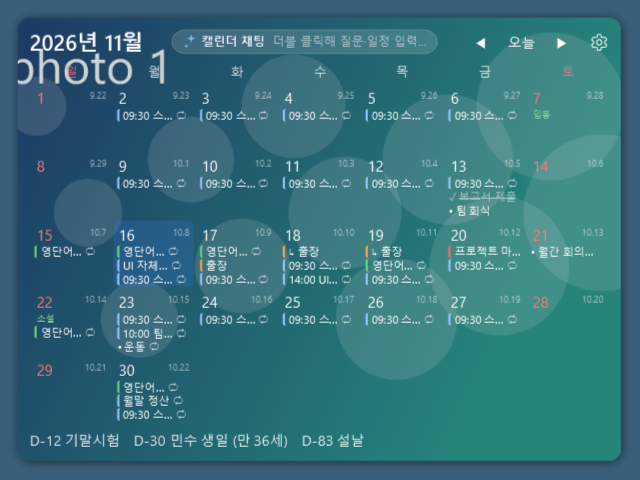 2026년 11월 캘린더 채팅 더블 클릭해 질문·일정 입력... ◀ 오늘 ▶
photo 1
일 월 화 수 목 금 토
1 9.22 2 9.23 3 9.24 4 9.25 5 9.26 6 9.27 7 9.28
09:30 스... 09:30 스... 09:30 스... 09:30 스... 09:30 스... 입동
8 9.29 9 10.1 10 10.2 11 10.3 12 10.4 13 10.5 14 10.6
09:30 스... 09:30 스... 09:30 스... 09:30 스... 09:30 스...
✓보고서 제출
• 팀 회식
15 10.7 16 10.8 17 10.9 18 10.10 19 10.11 20 10.12 21 10.13
영단어... 영단어... 영단어... ↳ 출장 ↳ 출장 프로젝트 마... • 월간 회의...
UI 자체... 출장 09:30 스... 영단어... 09:30 스...
09:30 스... 09:30 스... 14:00 UI... 09:30 스...
22 10.14 23 10.15 24 10.16 25 10.17 26 10.18 27 10.19 28 10.20
소설 09:30 스... 09:30 스... 09:30 스... 09:30 스... 09:30 스...
영단어... 10:00 팀...
• 운동
29 10.21 30 10.22
영단어...
월말 정산
09:30 스...
D-12 기말시험 D-30 민수 생일 (만 36세) D-83 설날